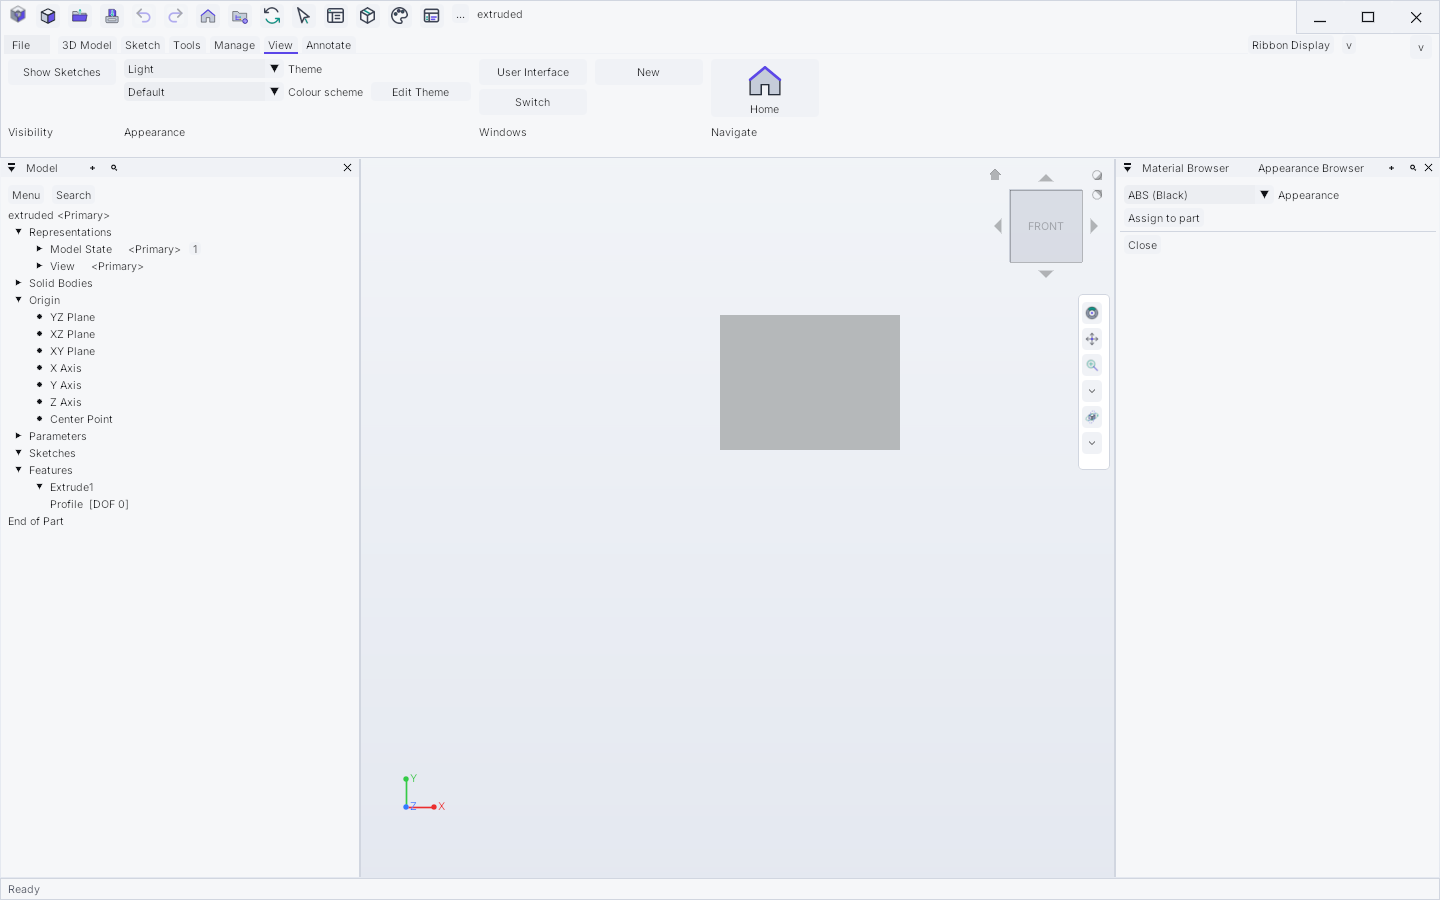 ... extruded
File 3D Model Sketch Tools Manage View Annotate Ribbon Display v v
Show Sketches Light Theme User Interface New
Default Colour scheme Edit Theme Switch Home
Visibility Appearance Windows Navigate
Model Material Browser Appearance Browser
Menu Search ABS (Black) Appearance
extruded <Primary>
Assign to part
Representations
Model State <Primary> 1
Close
View <Primary>
Solid Bodies
Origin
YZ Plane
XZ Plane
XY Plane
X Axis
Y Axis
Z Axis
Center Point
Parameters
Sketches
Features
Extrude1
Profile [DOF 0]
End of Part
FRONT
Y
Z X
Ready